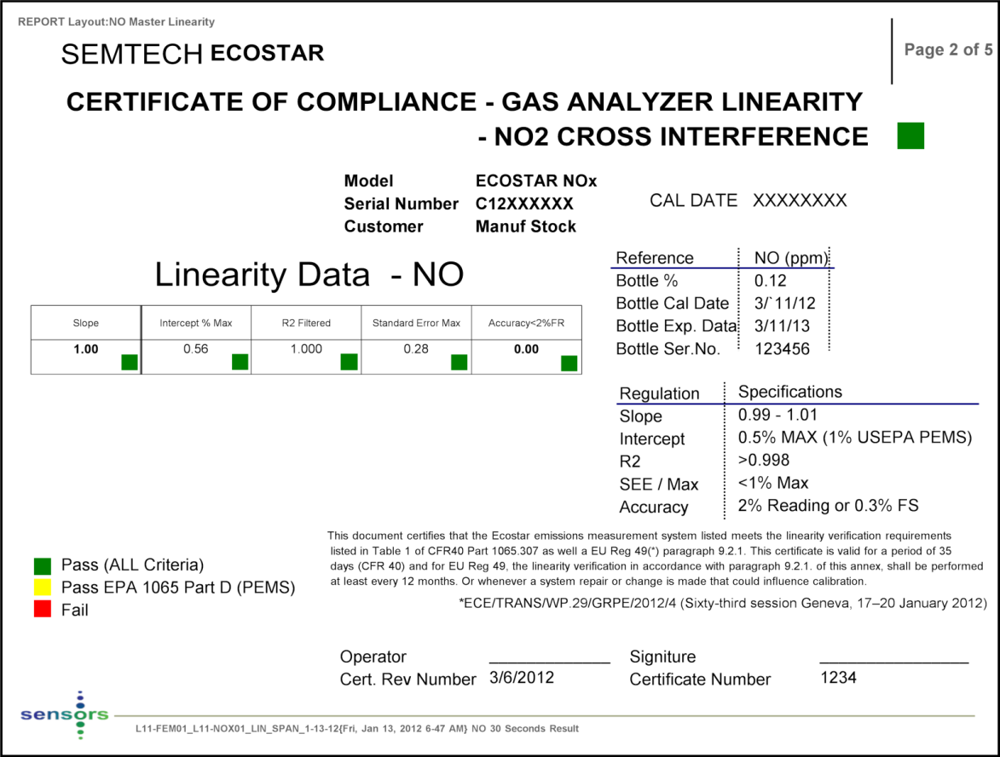 REPORT Layout:NO Master Linearity
Page 2 of 5
SEMTECH ECOSTAR
CERTIFICATE OF COMPLIANCE - GAS ANALYZER LINEARITY
- NO2 CROSS INTERFERENCE
Model ECOSTAR NOx
Serial Number C12XXXXXX
Customer Manuf Stock
CAL DATE XXXXXXXX
Linearity Data - NO
Slope Intercept % Max R2 Filtered Standard Error Max Accuracy<2%FR
1.00 0.56 1.000 0.28 0.00
Reference NO (ppm)
Bottle % 0.12
Bottle Cal Date 3/`11/12
Bottle Exp. Data 3/11/13
Bottle Ser.No. 123456
Regulation Specifications
Slope 0.99 - 1.01
Intercept 0.5% MAX (1% USEPA PEMS)
R2 >0.998
SEE / Max <1% Max
Accuracy 2% Reading or 0.3% FS
This document certifies that the Ecostar emissions measurement system listed meets the linearity verification requirements
listed in Table 1 of CFR40 Part 1065.307 as well a EU Reg 49(*) paragraph 9.2.1. This certificate is valid for a period of 35
days (CFR 40) and for EU Reg 49, the linearity verification in accordance with paragraph 9.2.1. of this annex, shall be performed
at least every 12 months. Or whenever a system repair or change is made that could influence calibration.
*ECE/TRANS/WP.29/GRPE/2012/4 (Sixty-third session Geneva, 17–20 January 2012)
Pass (ALL Criteria)
Pass EPA 1065 Part D (PEMS)
Fail
Operator _____________ Signiture ________________
Cert. Rev Number 3/6/2012 Certificate Number 1234
sensors
L11-FEM01_L11-NOX01_LIN_SPAN_1-13-12{Fri, Jan 13, 2012 6-47 AM} NO 30 Seconds Result